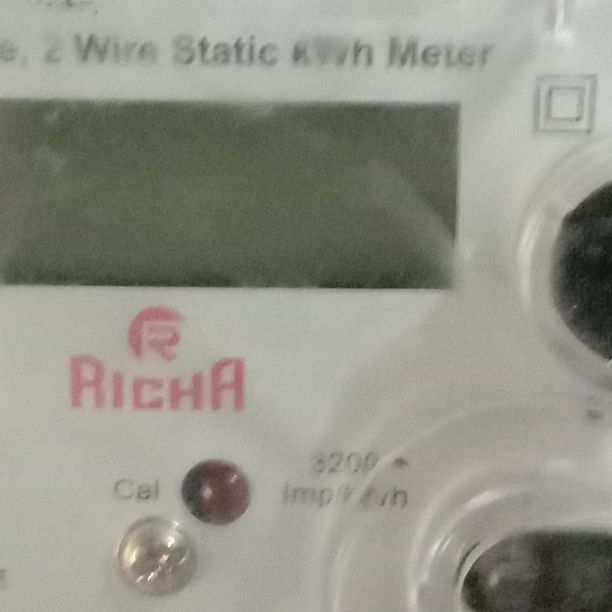 2 Wire Static KWh Meter
RICHA
Cal
3200
Imp/KWh